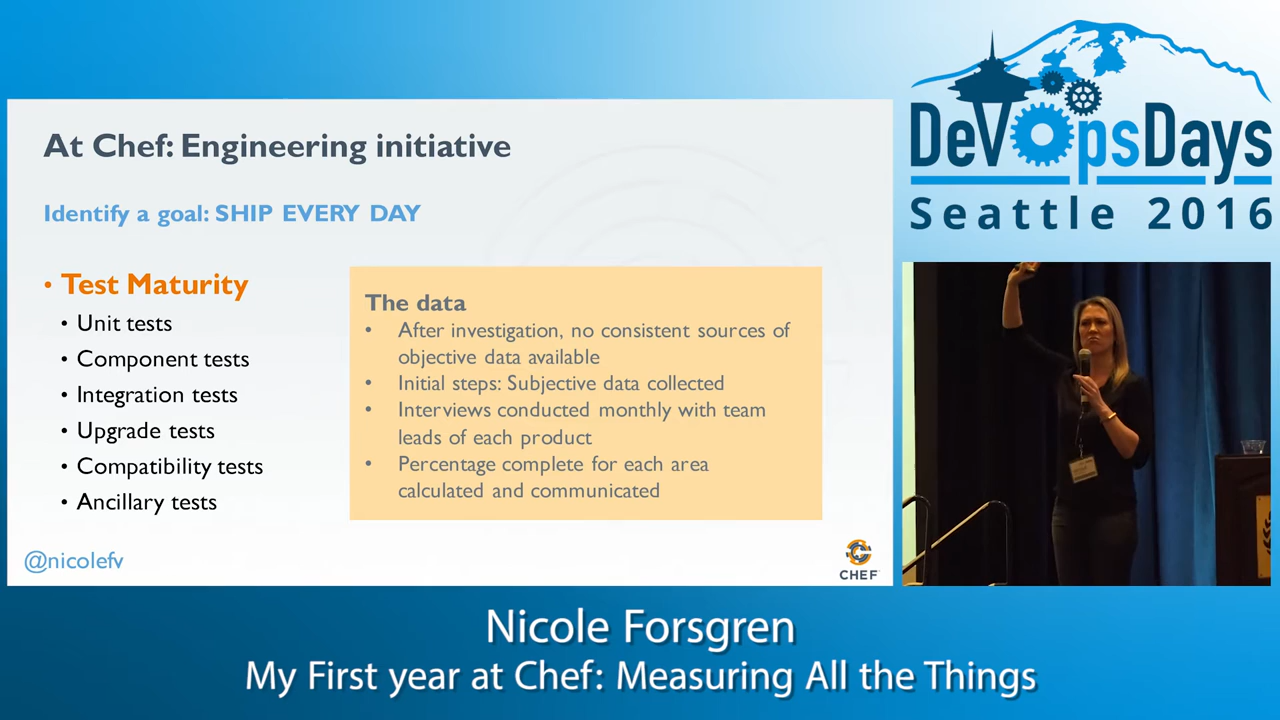 At Chef: Engineering initiative
Identify a goal: SHIP EVERY DAY
• Test Maturity
• Unit tests
• Component tests
• Integration tests
• Upgrade tests
• Compatibility tests
• Ancillary tests
The data
• After investigation, no consistent sources of
objective data available
• Initial steps: Subjective data collected
• Interviews conducted monthly with team
leads of each product
• Percentage complete for each area
calculated and communicated
@nicolefv
CHEF
DevOpsDays
Seattle 2016
Nicole Forsgren
My First year at Chef: Measuring All the Things